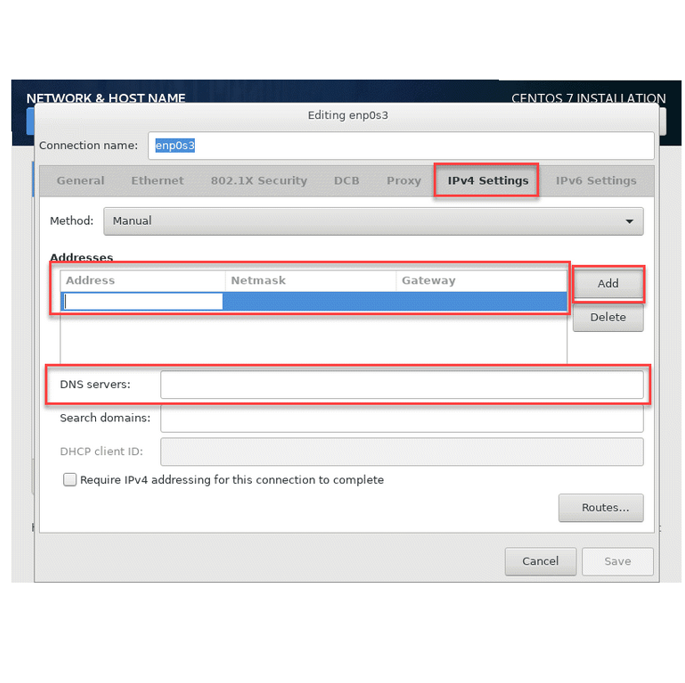 NETWORK & HOST NAME CENTOS 7 INSTALLATION
Editing enp0s3
Connection name: enp0s3
General Ethernet 802.1X Security DCB Proxy IPv4 Settings IPv6 Settings
Method: Manual
Addresses
Address Netmask Gateway Add
Delete
DNS servers:
Search domains:
DHCP client ID:
Require IPv4 addressing for this connection to complete
Routes...
Cancel Save